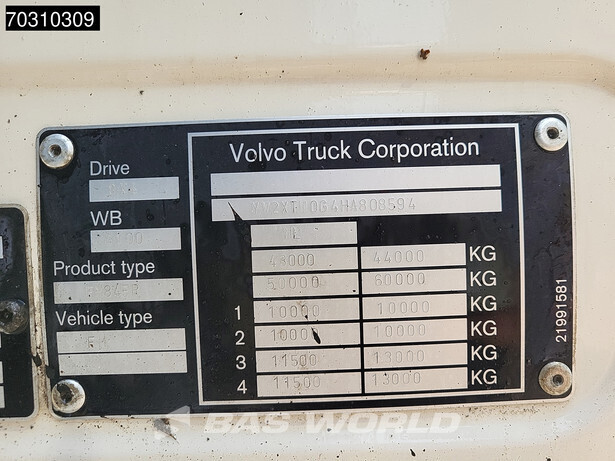 70310309
Drive
WB
Product type
Vehicle type
Volvo Truck Corporation
48000 44000 KG
50000 60000 KG
1 10000 10000 KG
2 10000 10000 KG
3 11500 13000 KG
4 11500 13000 KG
21991581
BAS WORLD